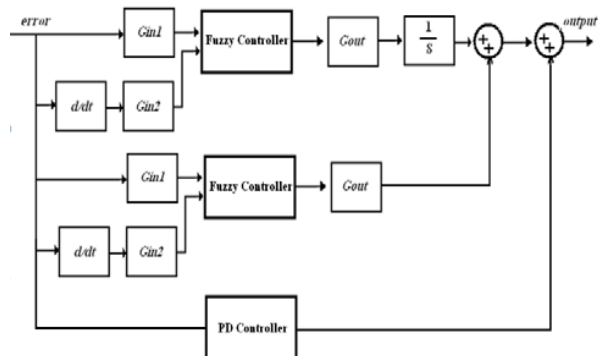 error
Gin1
Fuzzy Controller
Gout
1
S
+
+
+
+
output
d/dt
Gin2
Gin1
Fuzzy Controller
Gout
d/dt
Gin2
PD Controller